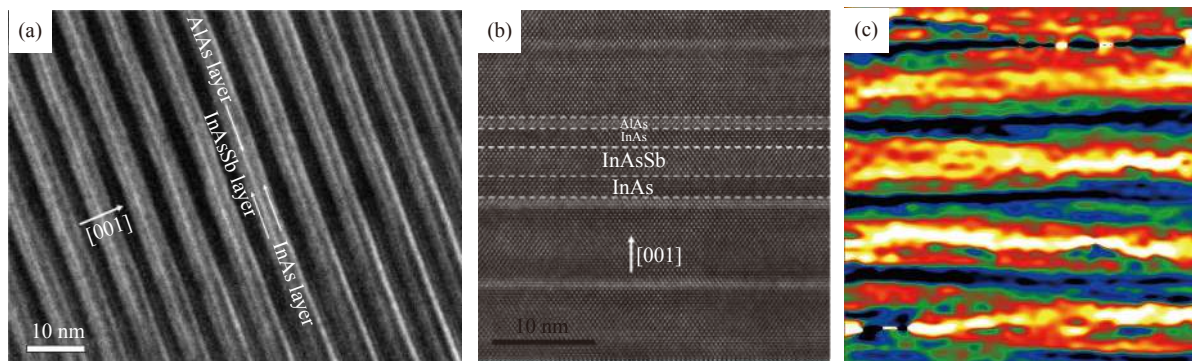 (a)
AlAs layer
InAsSb layer
InAs layer
[001]
10 nm
(b)
AlAs
InAs
InAsSb
InAs
[001]
10 nm
(c)